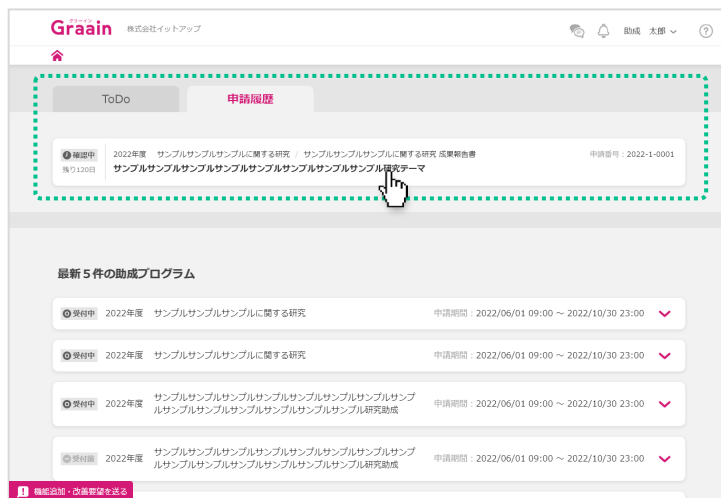 グラーイン
Graain 株式会社イットアップ 助成 太郎
ToDo 申請履歴
確認中 2022年度 サンプルサンプルサンプルに関する研究 / サンプルサンプルサンプルに関する研究 成果報告書 申請番号：2022-1-0001
残り120日 サンプルサンプルサンプルサンプルサンプルサンプルサンプルサンプル研究テーマ
最新５件の助成プログラム
受付中 2022年度 サンプルサンプルサンプルに関する研究 申請期間：2022/06/01 09:00 ～ 2022/10/30 23:00
受付中 2022年度 サンプルサンプルサンプルに関する研究 申請期間：2022/06/01 09:00 ～ 2022/10/30 23:00
サンプルサンプルサンプルサンプルサンプルサンプルサンプルサンプ
受付中 2022年度 申請期間：2022/06/01 09:00 ～ 2022/10/30 23:00
ルサンプルサンプルサンプルサンプルサンプルサンプル研究助成
サンプルサンプルサンプルサンプルサンプルサンプルサンプルサンプ
受付前 2022年度 申請期間：2022/06/01 09:00 ～ 2022/10/30 23:00
ルサンプルサンプルサンプルサンプルサンプルサンプル研究助成
機能追加・改善要望を送る